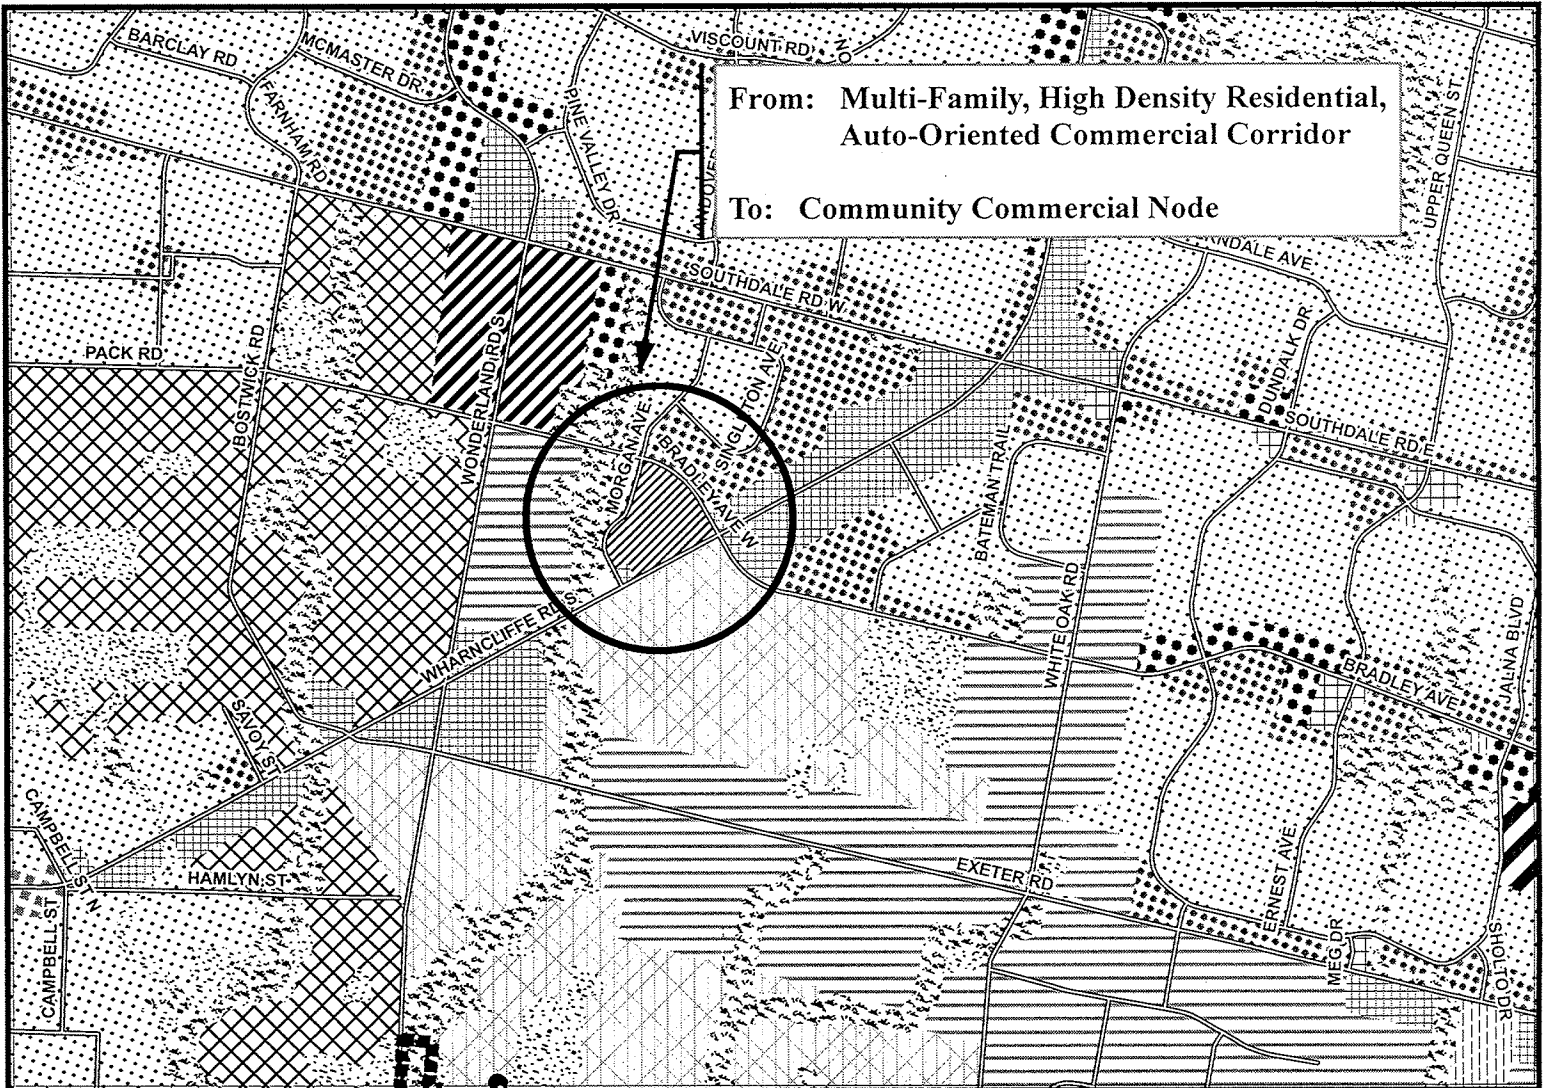 BARCLAY RD
MCMASTER DR
VISCOUNT RD
FARNHAM RD
PINE VALLEY DR
UPPER QUEEN ST
From: Multi-Family, High Density Residential,
Auto-Oriented Commercial Corridor
To: Community Commercial Node
SOUTHDALE RD W
PACK RD
BOSTWICK RD
WONDERLAND RD S
MORGAN AVE
SINGLETON AVE
BRADLEY AVE W
BATEMAN TRAIL
DUNDALK DR
SOUTHDALE RD E
WHITE OAK RD
WHARNCLIFFE RD S
SAVOY ST
BRADLEY AVE
JALNA BLVD
CAMPBELL ST N
HAMLYN ST
CAMPBELL ST
EXETER RD
ERNEST AVE
MEG DR
SHOLTO DR